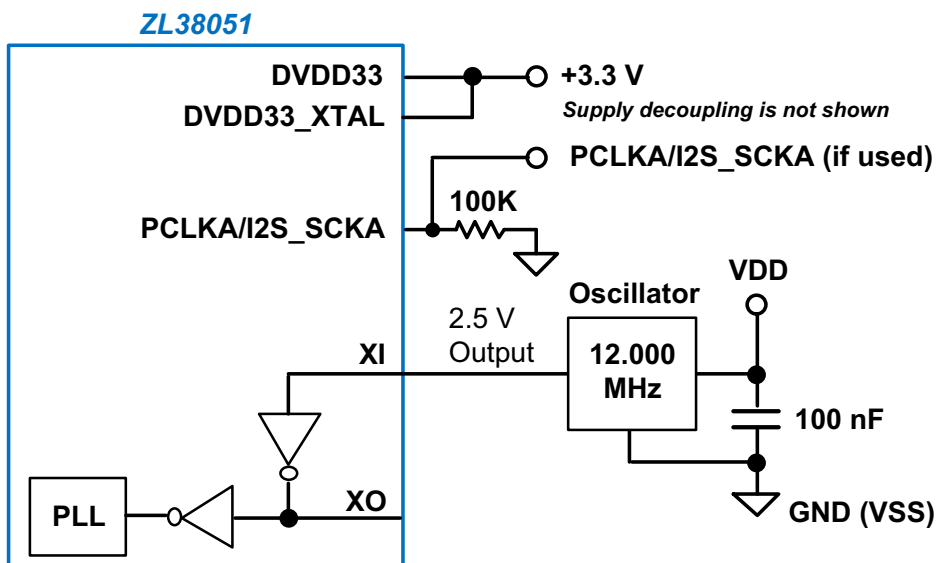 ZL38051
DVDD33
+3.3 V
DVDD33_XTAL
Supply decoupling is not shown
PCLKA/I2S_SCKA (if used)
100K
PCLKA/I2S_SCKA
VDD
Oscillator
2.5 V
Output
XI
12.000
MHz
100 nF
XO
PLL
GND (VSS)